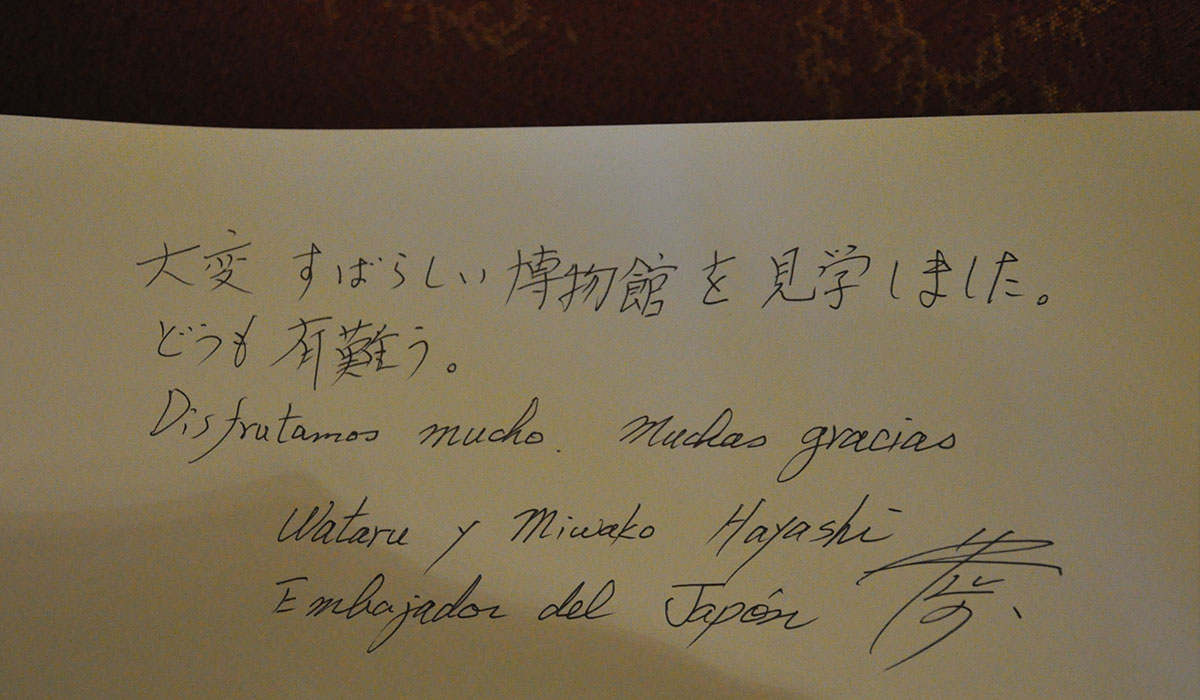 大変 すばらしい 博物館 を 見学しました。
どうも 有難う。
Disfrutamos mucho. Muchas gracias
Wataru y Miwako Hayashi
Embajador del Japón